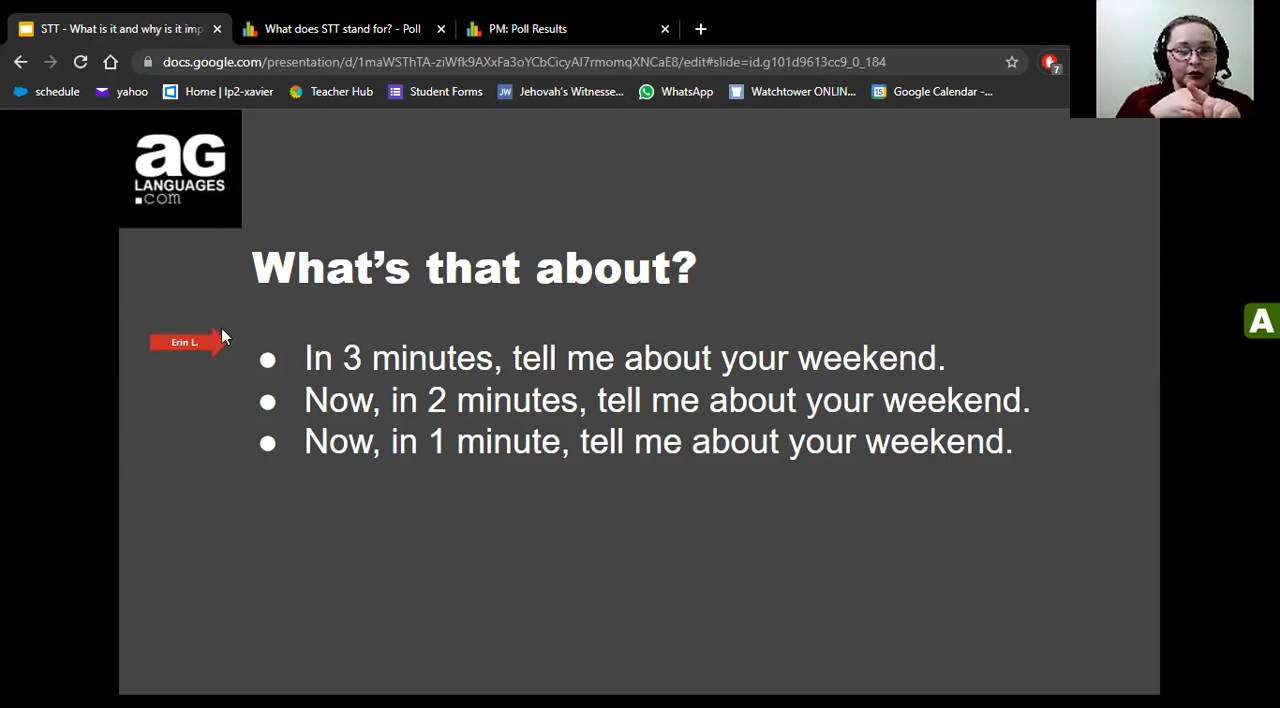 STT - What is it and why is it imp
What does STT stand for? - Poll
PM: Poll Results
docs.google.com/presentation/d/1maWSThTA-ziWfk9AXxFa3oYCbCicyAl7rmomqXNCaE8/edit#slide=id.g101d9613cc9_0_184
7
schedule
yahoo
Home | lp2-xavier
Teacher Hub
Student Forms
JW Jehovah's Witnesse...
WhatsApp
Watchtower ONLIN...
Google Calendar -...
aG
LANGUAGES
.com
What's that about?
Erin L.
● In 3 minutes, tell me about your weekend.
● Now, in 2 minutes, tell me about your weekend.
● Now, in 1 minute, tell me about your weekend.
A